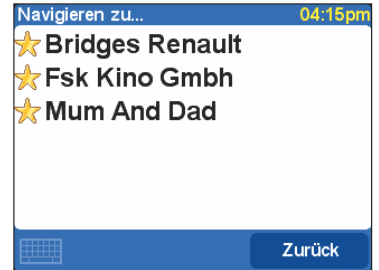 Navigieren zu... 04:15pm
Bridges Renault
Fsk Kino Gmbh
Mum And Dad
Zurück